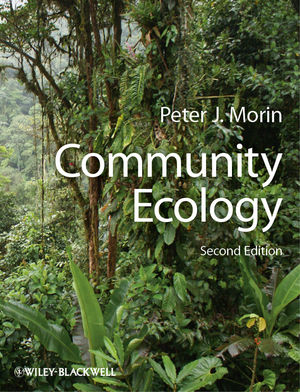 Peter J. Morin
Community
Ecology
Second Edition
WILEY-BLACKWELL